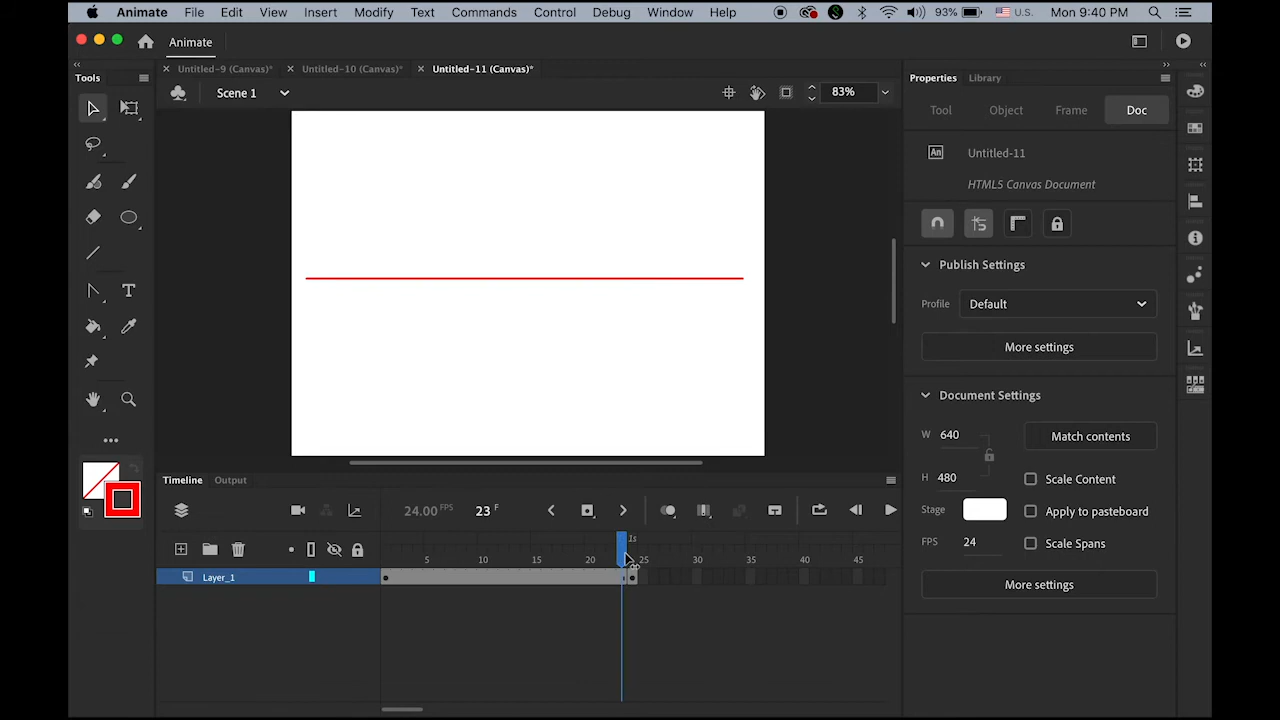 Animate File Edit View Insert Modify Text Commands Control Debug Window Help 93% U.S. Mon 9:40 PM
Animate
Tools
Untitled-9 (Canvas)* Untitled-10 (Canvas)* Untitled-11 (Canvas)*
Properties Library
Scene 1 83%
Tool Object Frame Doc
An Untitled-11
HTML5 Canvas Document
Publish Settings
Profile Default
More settings
Document Settings
W 640 Match contents
H 480 Scale Content
Stage Apply to pasteboard
FPS 24 Scale Spans
More settings
T
Timeline Output
24.00 FPS 23 F
1s
5 10 15 20 25 30 35 40 45
Layer_1